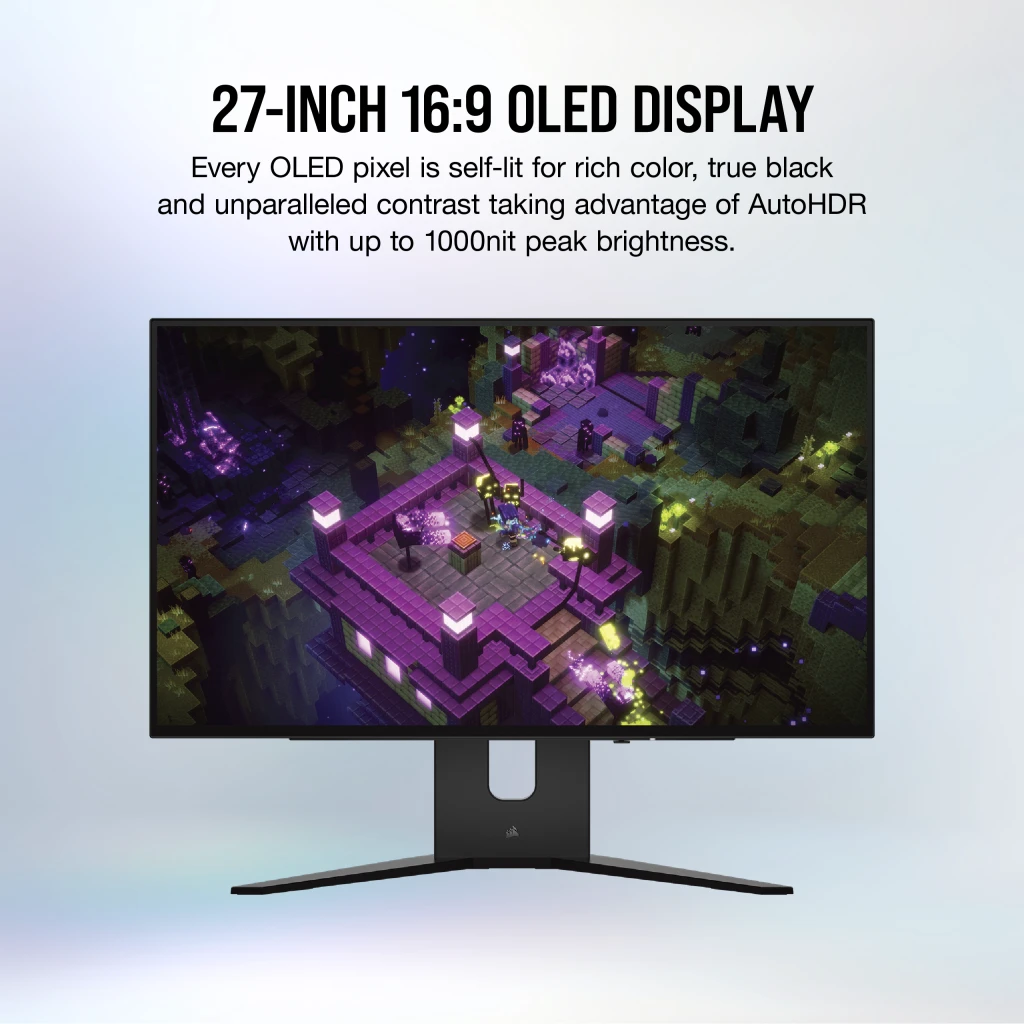 27-INCH 16:9 OLED DISPLAY
Every OLED pixel is self-lit for rich color, true black
and unparalleled contrast taking advantage of AutoHDR
with up to 1000nit peak brightness.